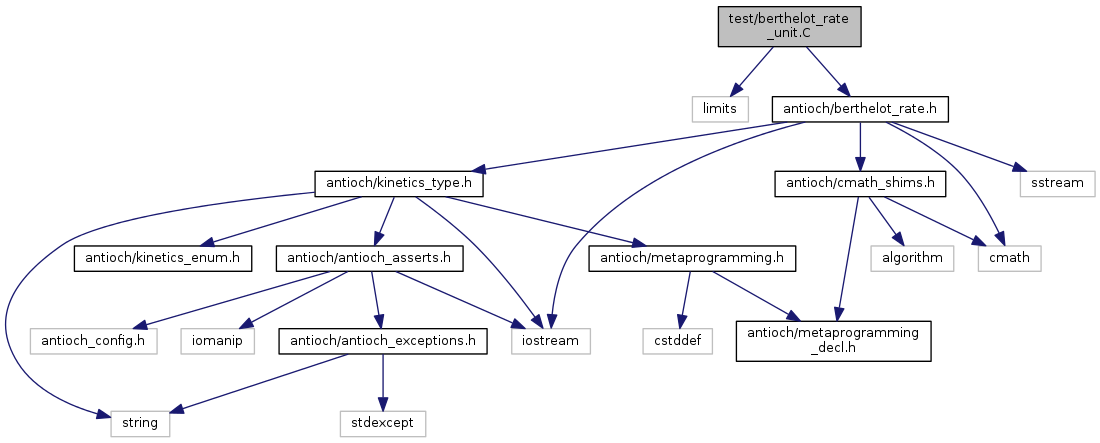 test/berthelot_rate
_unit.C
limits
antioch/berthelot_rate.h
antioch/kinetics_type.h
antioch/cmath_shims.h
sstream
antioch/kinetics_enum.h
antioch/antioch_asserts.h
antioch/metaprogramming.h
algorithm
cmath
antioch_config.h
iomanip
antioch/antioch_exceptions.h
iostream
cstddef
antioch/metaprogramming
_decl.h
string
stdexcept